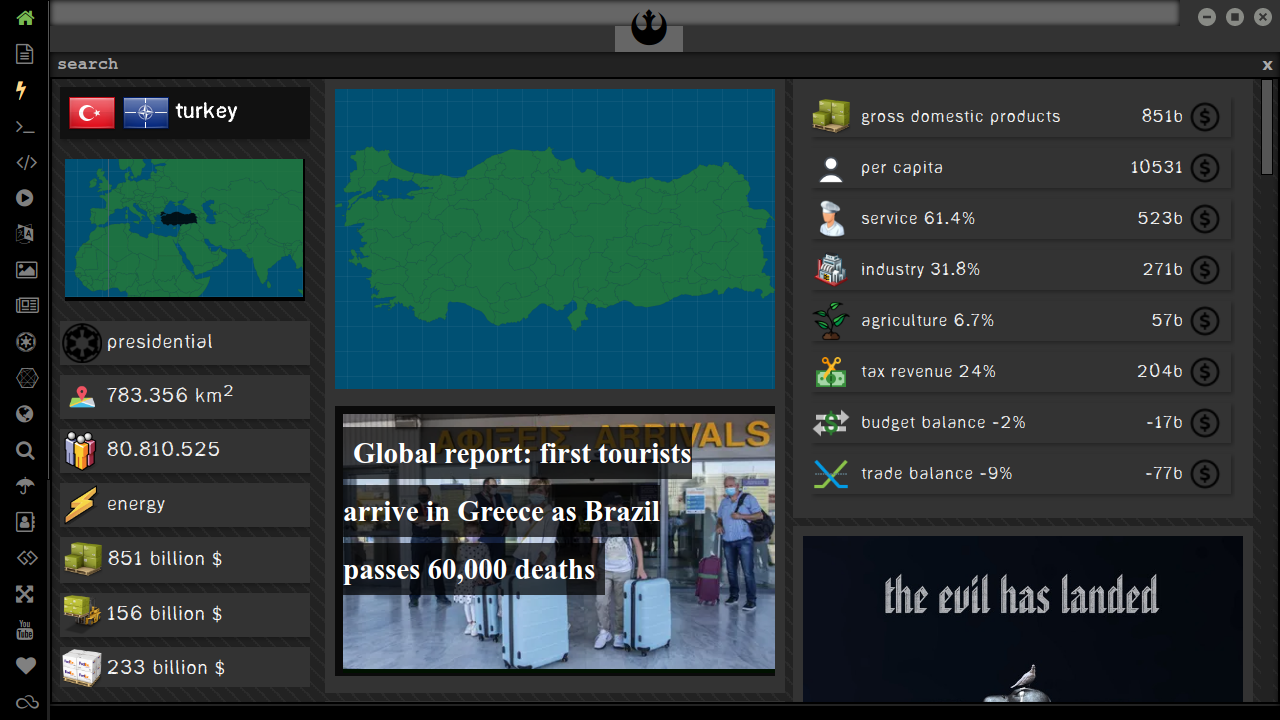 search
x
turkey
presidential
783.356 km²
80.810.525
energy
851 billion $
156 billion $
233 billion $
ΑΦΙΞΕΙΣ ARRIVALS
Global report: first tourists
arrive in Greece as Brazil
passes 60,000 deaths
gross domestic products 851b $
per capita 10531 $
service 61.4% 523b $
industry 31.8% 271b $
agriculture 6.7% 57b $
tax revenue 24% 204b $
budget balance -2% -17b $
trade balance -9% -77b $
the evil has landed
You
Tube